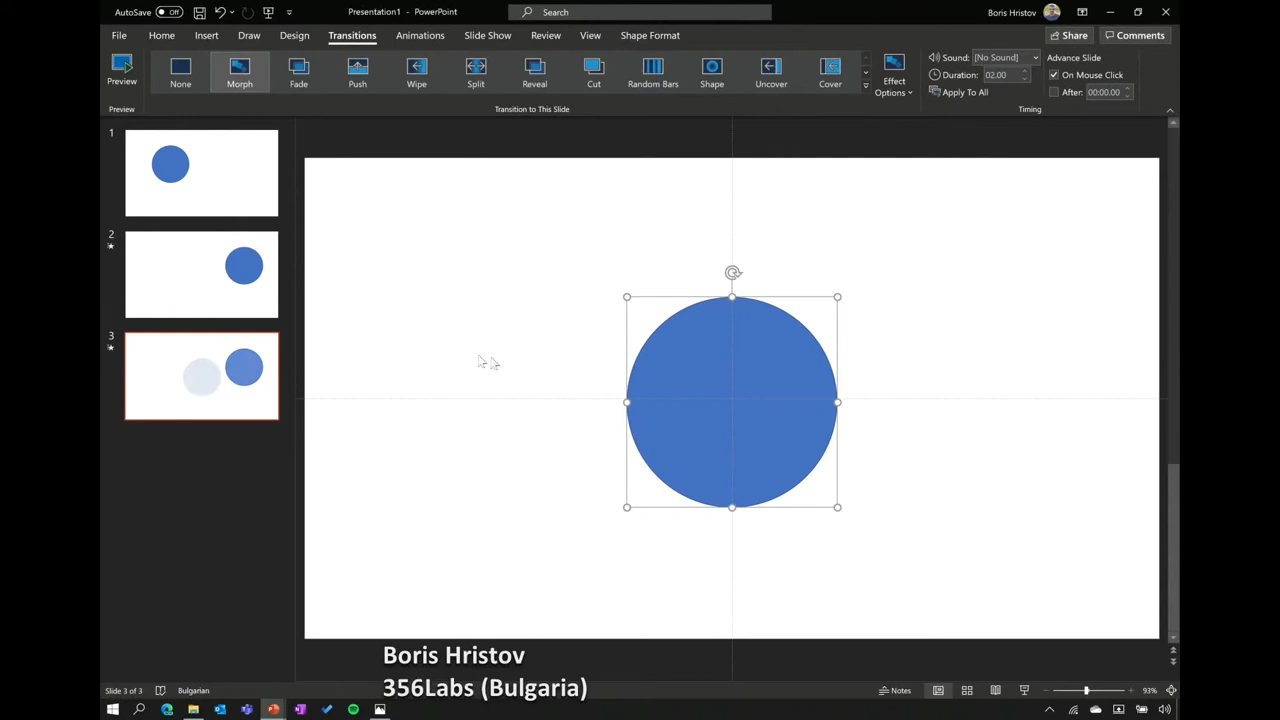 AutoSave
Off
Presentation1 - PowerPoint
Search
Boris Hristov
File
Home
Insert
Draw
Design
Transitions
Animations
Slide Show
Review
View
Shape Format
Share
Comments
Preview
None
Morph
Fade
Push
Wipe
Split
Reveal
Cut
Random Bars
Shape
Uncover
Cover
Effect
Options
Sound: [No Sound]
Duration: 02.00
Apply To All
Advance Slide
On Mouse Click
After: 00:00.00
Preview
Transition to This Slide
Timing
1
2
3
Boris Hristov
356Labs (Bulgaria)
Slide 3 of 3
Bulgarian
Notes
93%